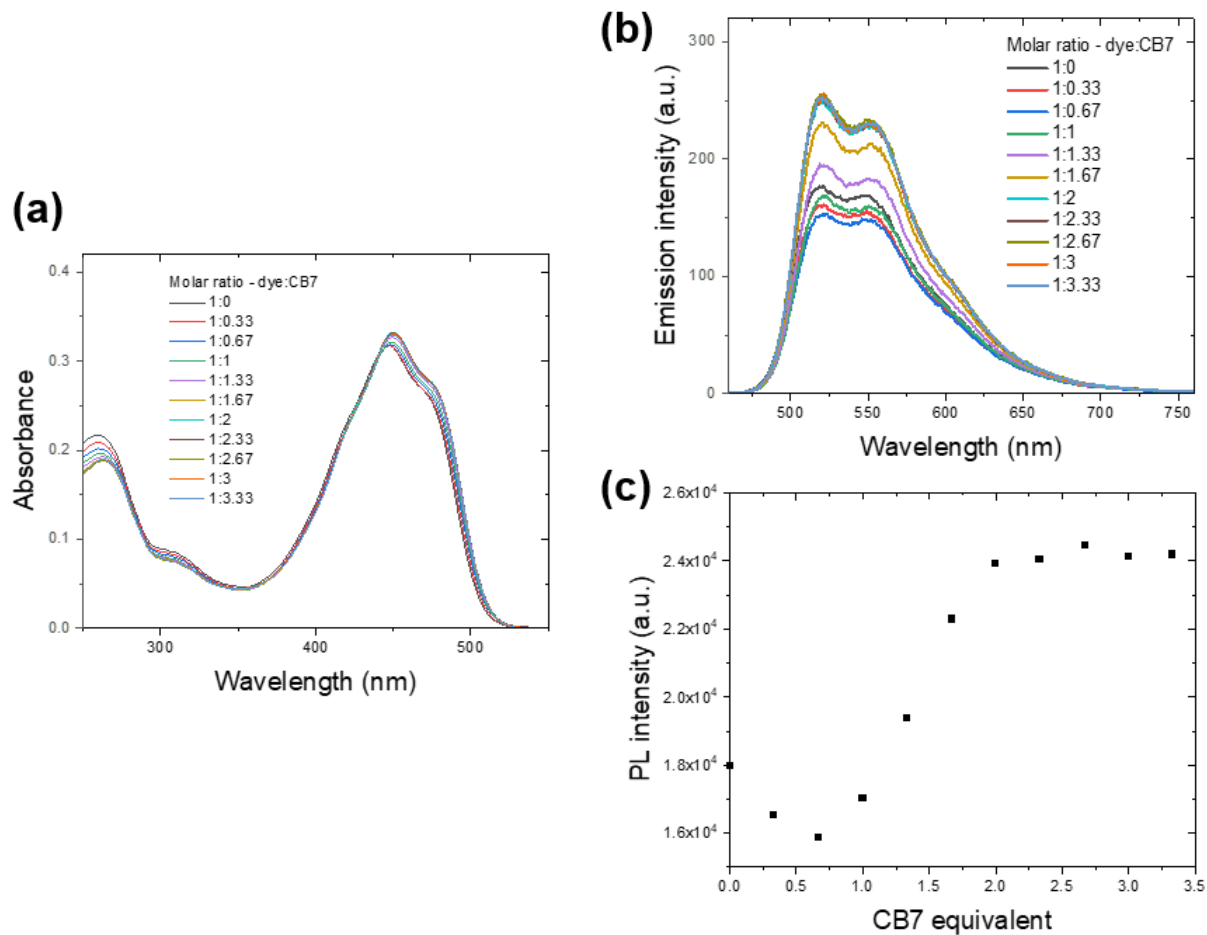 (a)
Absorbance
0.4
0.3
0.2
0.1
0.0
Molar ratio - dye:CB7
1:0
1:0.33
1:0.67
1:1
1:1.33
1:1.67
1:2
1:2.33
1:2.67
1:3
1:3.33
300
400
500
Wavelength (nm)
(b)
Emission intensity (a.u.)
300
200
100
0
Molar ratio - dye:CB7
1:0
1:0.33
1:0.67
1:1
1:1.33
1:1.67
1:2
1:2.33
1:2.67
1:3
1:3.33
500
550
600
650
700
750
Wavelength (nm)
(c)
PL intensity (a.u.)
2.6x10⁴
2.4x10⁴
2.2x10⁴
2.0x10⁴
1.8x10⁴
1.6x10⁴
0.0
0.5
1.0
1.5
2.0
2.5
3.0
3.5
CB7 equivalent